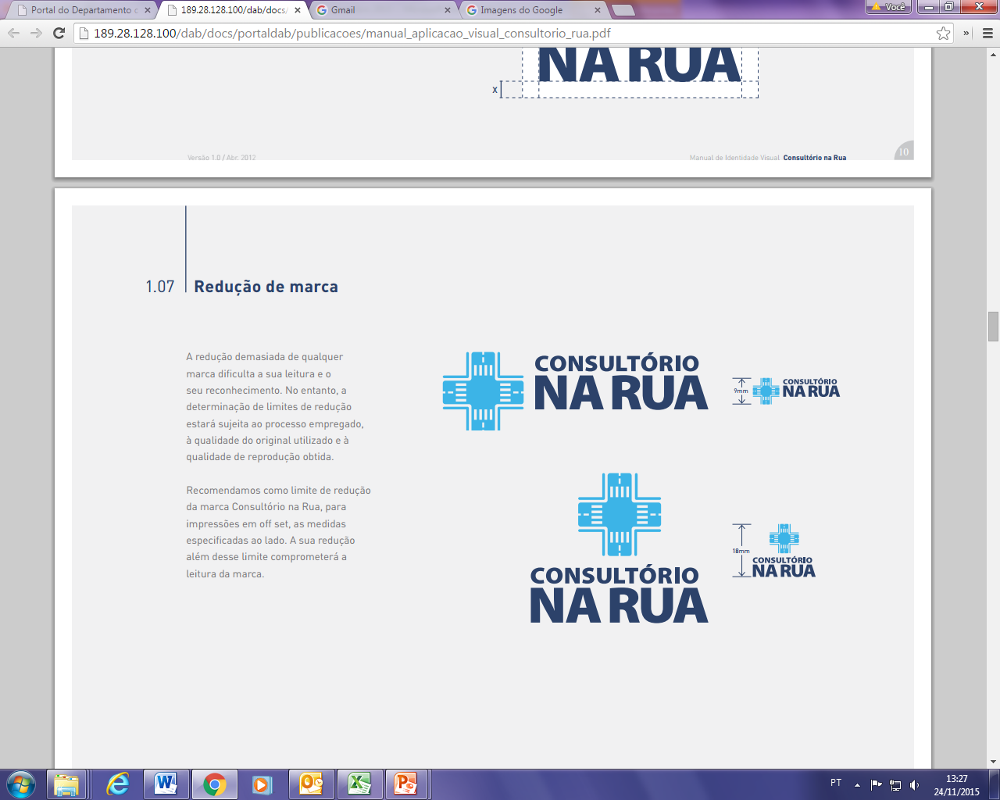 Portal do Departamento d
189.28.128.100/dab/docs/
Gmail
Imagens do Google
Você
189.28.128.100/dab/docs/portaldab/publicacoes/manual_aplicacao_visual_consultorio_rua.pdf
»
NA RUA
x
Versão 1.0 / Abr. 2012
Manual de Identidade Visual Consultório na Rua
10
1.07 Redução de marca
A redução demasiada de qualquer
marca dificulta a sua leitura e o
seu reconhecimento. No entanto, a
determinação de limites de redução
estará sujeita ao processo empregado,
à qualidade do original utilizado e à
qualidade de reprodução obtida.
Recomendamos como limite de redução
da marca Consultório na Rua, para
impressões em off set, as medidas
especificadas ao lado. A sua redução
além desse limite comprometerá a
leitura da marca.
CONSULTÓRIO
NA RUA
9mm
CONSULTÓRIO
NA RUA
CONSULTÓRIO
NA RUA
18mm
CONSULTÓRIO
NA RUA
PT
13:27
24/11/2015